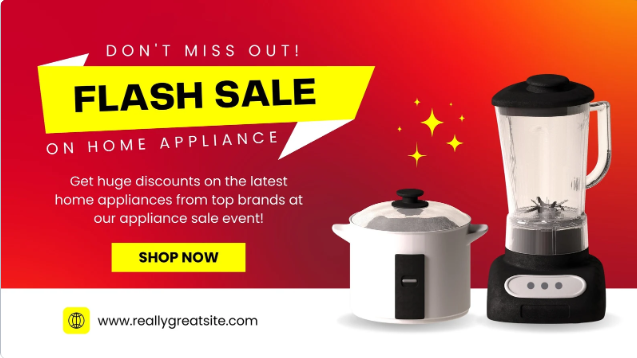 DON'T MISS OUT!
FLASH SALE
ON HOME APPLIANCE
Get huge discounts on the latest
home appliances from top brands at
our appliance sale event!
SHOP NOW
www.reallygreatsite.com